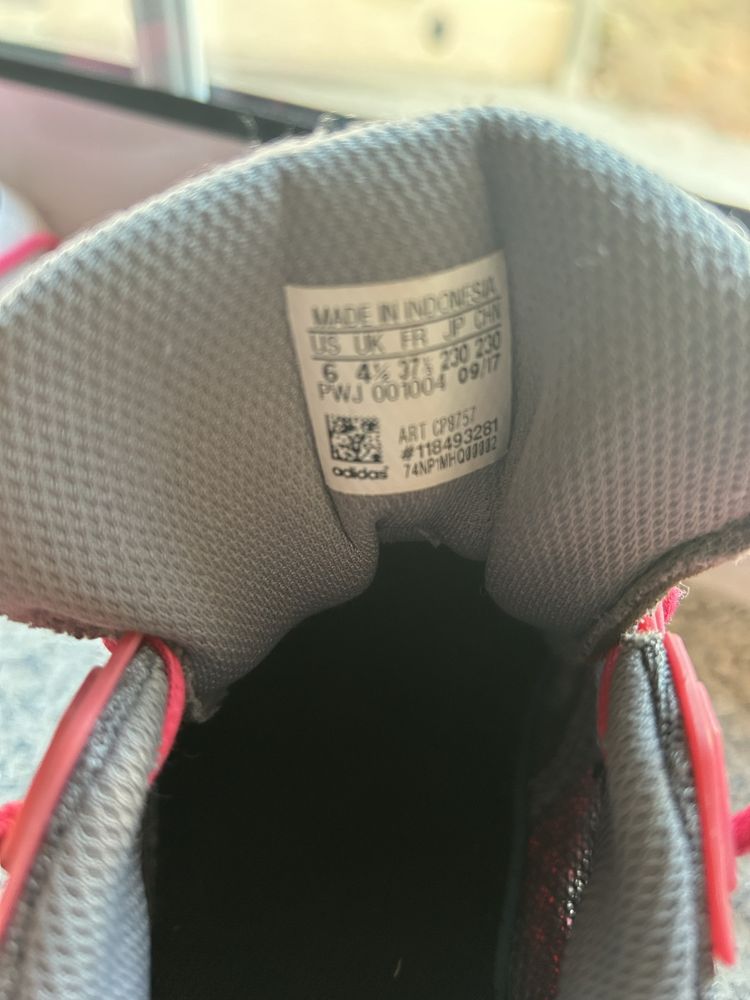 MADE IN INDONESIA
US UK FR JP CHN
6 4½ 37⅓ 230 230
PWJ 001004 09/17
ART CP8757
#118493281
adidas 74NP1MHQ00002